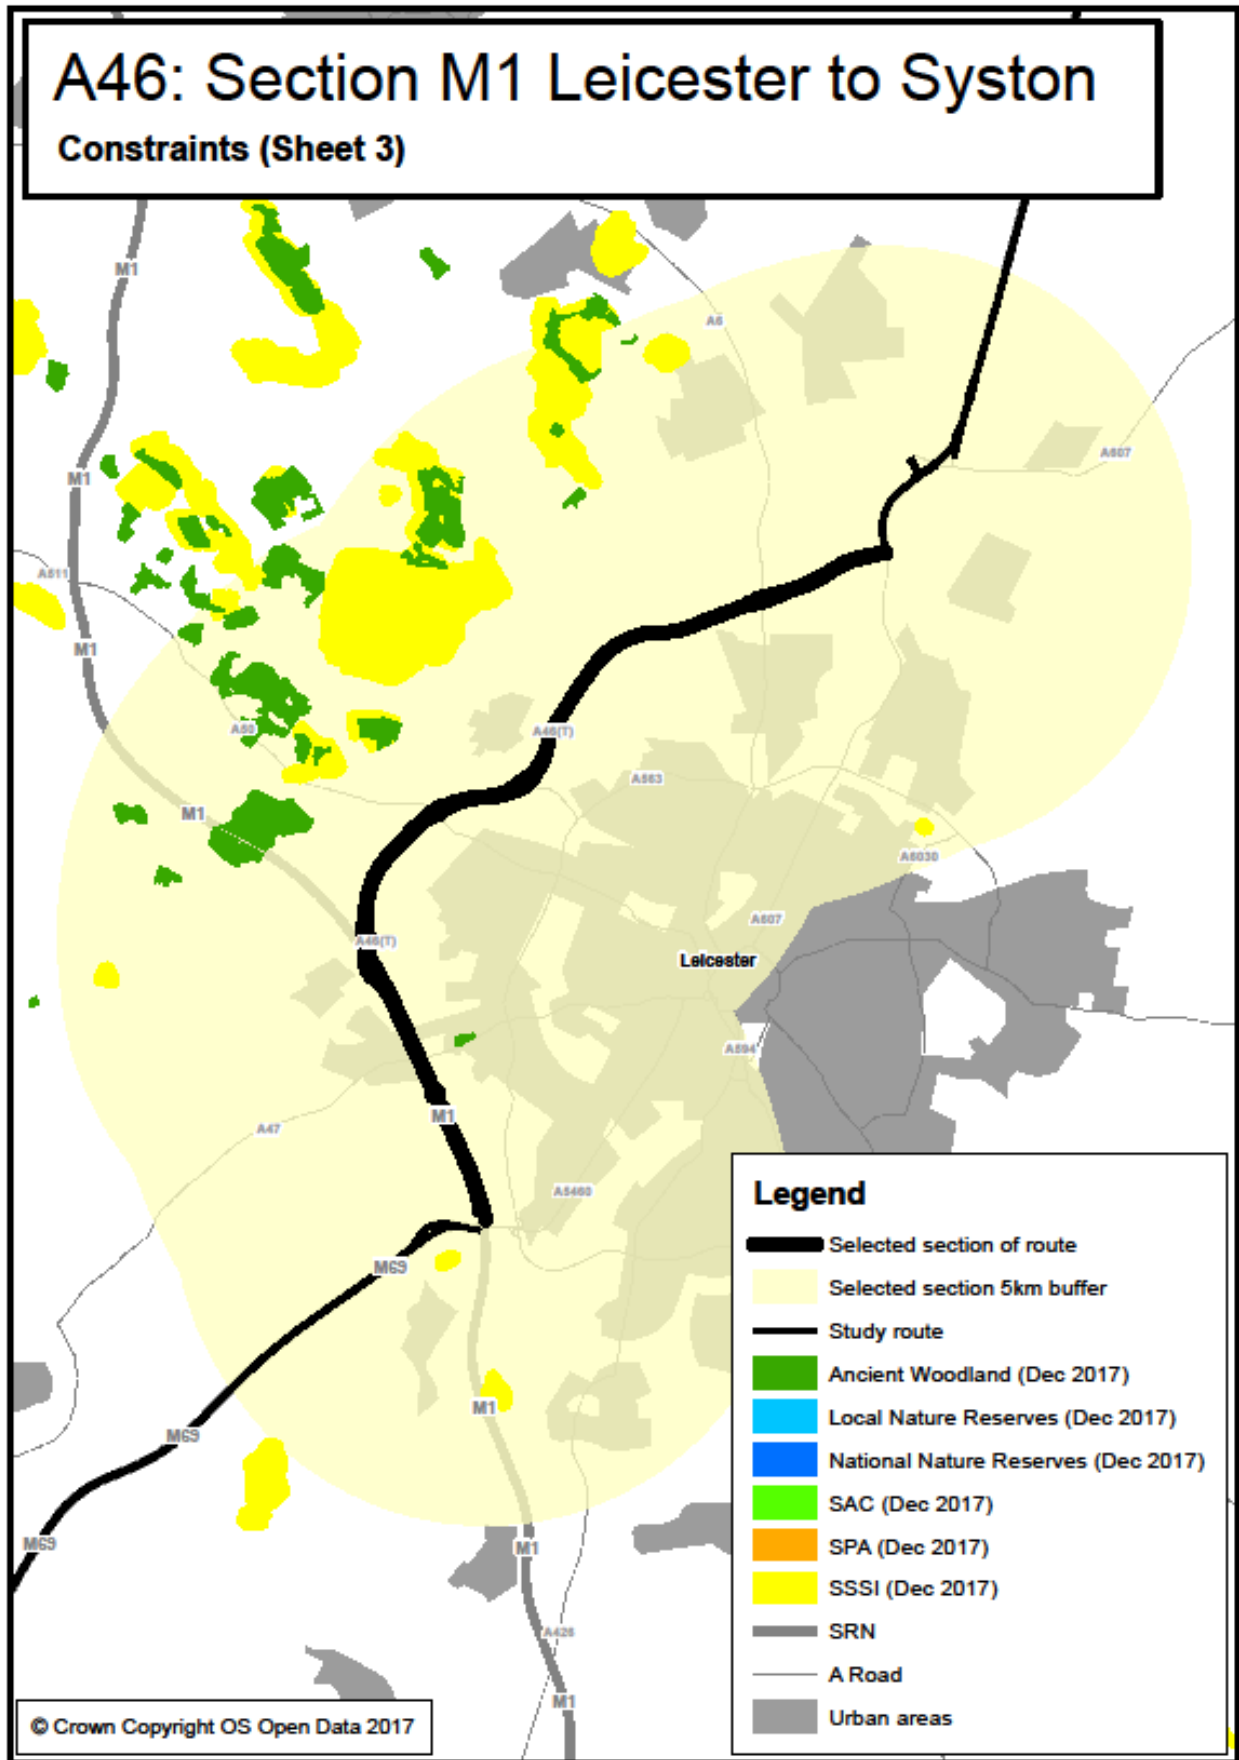 A46: Section M1 Leicester to Syston
Constraints (Sheet 3)
M1
A6
A607
M1
A511
M1
A50
A46(T)
A563
M1
A6030
A607
A46(T)
Leicester
A594
M1
A47
A5460
M69
M1
M69
M69
M1
A426
M1
Legend
Selected section of route
Selected section 5km buffer
Study route
Ancient Woodland (Dec 2017)
Local Nature Reserves (Dec 2017)
National Nature Reserves (Dec 2017)
SAC (Dec 2017)
SPA (Dec 2017)
SSSI (Dec 2017)
SRN
A Road
Urban areas
© Crown Copyright OS Open Data 2017